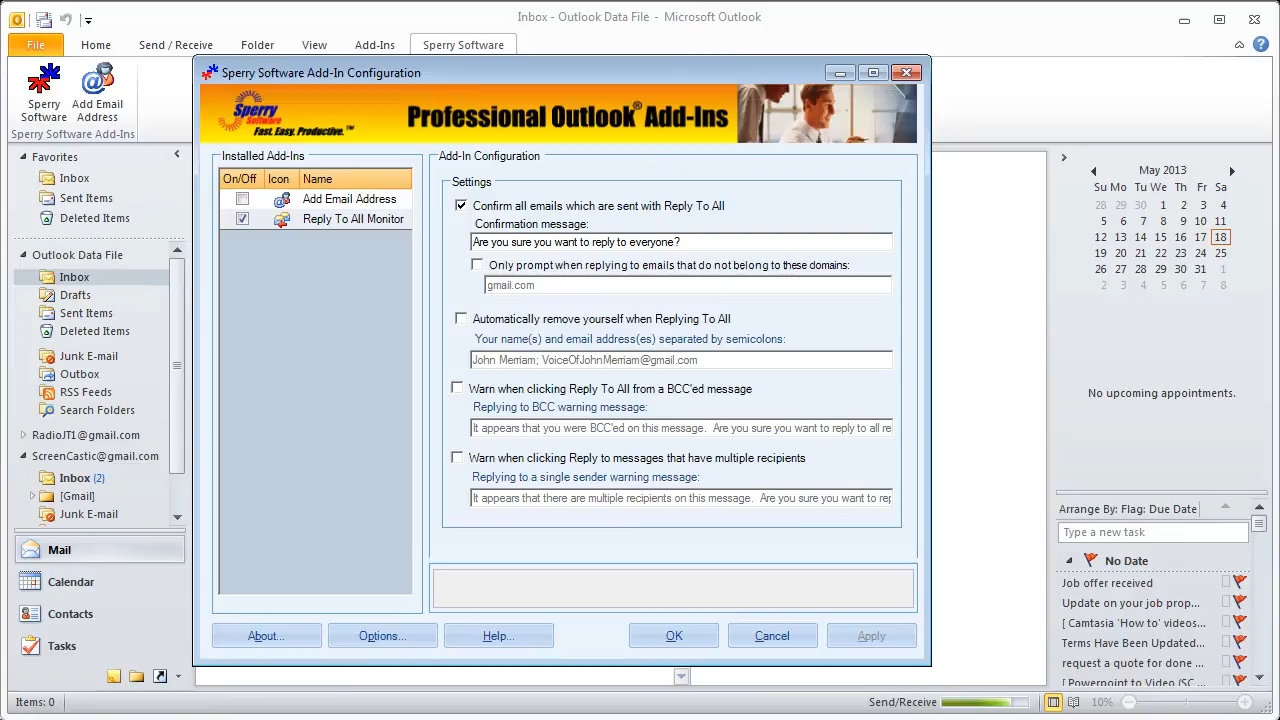 Inbox - Outlook Data File - Microsoft Outlook
File Home Send / Receive Folder View Add-Ins Sperry Software
Sperry Software
Add Email Address
Sperry Software Add-Ins
Favorites
Inbox
Sent Items
Deleted Items
Outlook Data File
Inbox
Drafts
Sent Items
Deleted Items
Junk E-mail
Outbox
RSS Feeds
Search Folders
RadioJT1@gmail.com
ScreenCastic@gmail.com
Inbox (2)
[Gmail]
Junk E-mail
Mail
Calendar
Contacts
Tasks
Items: 0
Sperry Software Add-In Configuration
Sperry Software
Fast. Easy. Productive.™
Professional Outlook® Add-Ins
Installed Add-Ins
On/Off Icon Name
Add Email Address
Reply To All Monitor
Add-In Configuration
Settings
Confirm all emails which are sent with Reply To All
Confirmation message:
Are you sure you want to reply to everyone?
Only prompt when replying to emails that do not belong to these domains:
gmail.com
Automatically remove yourself when Replying To All
Your name(s) and email address(es) separated by semicolons:
John Merriam; VoiceOfJohnMerriam@gmail.com
Warn when clicking Reply To All from a BCC'ed message
Replying to BCC warning message:
It appears that you were BCC'ed on this message.  Are you sure you want to reply to all re
Warn when clicking Reply to messages that have multiple recipients
Replying to a single sender warning message:
It appears that there are multiple recipients on this message.  Are you sure you want to rep
About... Options... Help... OK Cancel Apply
May 2013
Su Mo Tu We Th Fr Sa
28 29 30 1 2 3 4
5 6 7 8 9 10 11
12 13 14 15 16 17 18
19 20 21 22 23 24 25
26 27 28 29 30 31 1
2 3 4 5 6 7 8
No upcoming appointments.
Arrange By: Flag: Due Date
Type a new task
No Date
Job offer received
Update on your job prop...
[ Camtasia 'How to' videos...
Terms Have Been Updated...
request a quote for done ...
[ Powerpoint to Video (SC ...
Send/Receive
10%